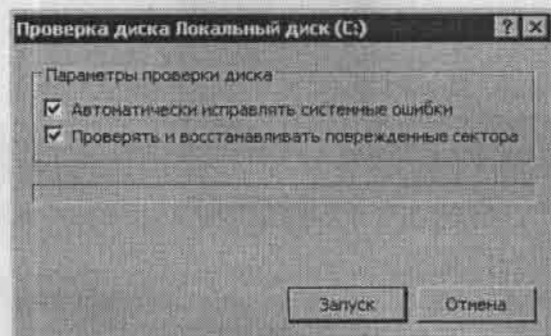 Проверка диска Локальный диск (C:)
Параметры проверки диска
Автоматически исправлять системные ошибки
Проверять и восстанавливать поврежденные сектора
Запуск
Отмена